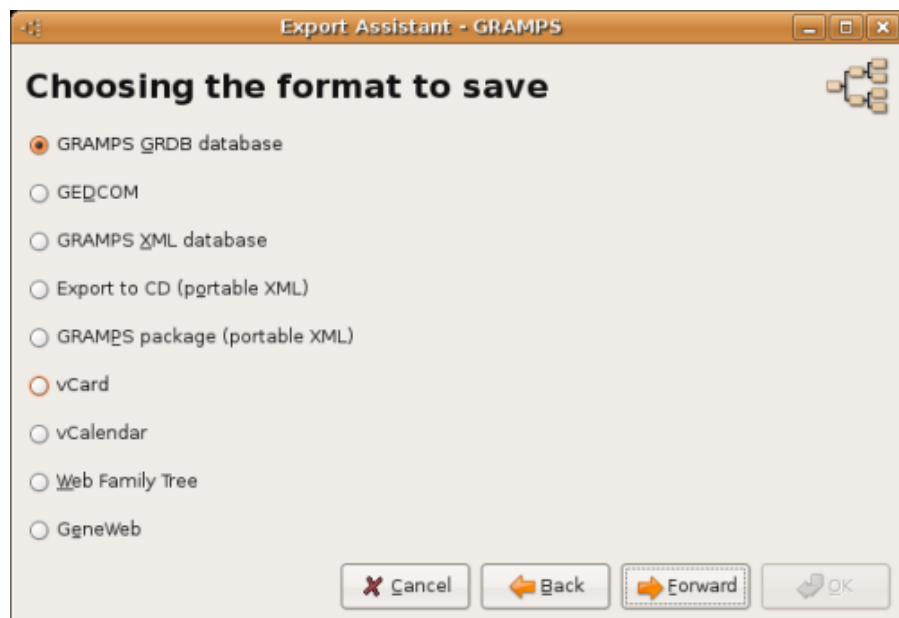 Export Assistant - GRAMPS
Choosing the format to save
GRAMPS GRDB database
GEDCOM
GRAMPS XML database
Export to CD (portable XML)
GRAMPS package (portable XML)
vCard
vCalendar
Web Family Tree
GeneWeb
Cancel Back Forward OK